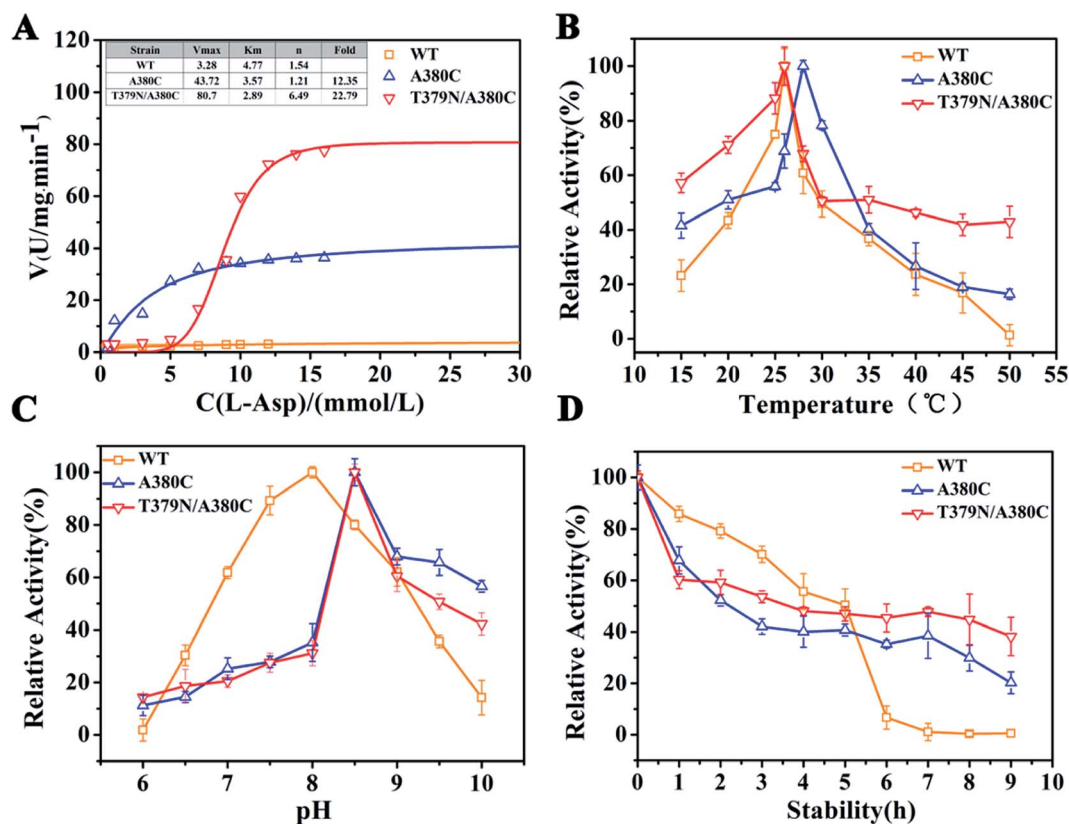 A
Strain Vmax Km n Fold
WT 3.28 4.77 1.54
A380C 43.72 3.57 1.21 12.35
T379N/A380C 80.7 2.89 6.49 22.79
WT
A380C
T379N/A380C
V(U/mg.min-1)
120
100
80
60
40
20
0
0 5 10 15 20 25 30
C(L-Asp)/(mmol/L)
B
WT
A380C
T379N/A380C
Relative Activity(%)
100
80
60
40
20
0
10 15 20 25 30 35 40 45 50 55
Temperature（℃）
C
WT
A380C
T379N/A380C
Relative Activity(%)
100
80
60
40
20
0
6 7 8 9 10
pH
D
WT
A380C
T379N/A380C
Relative Activity(%)
100
80
60
40
20
0
0 1 2 3 4 5 6 7 8 9 10
Stability(h)